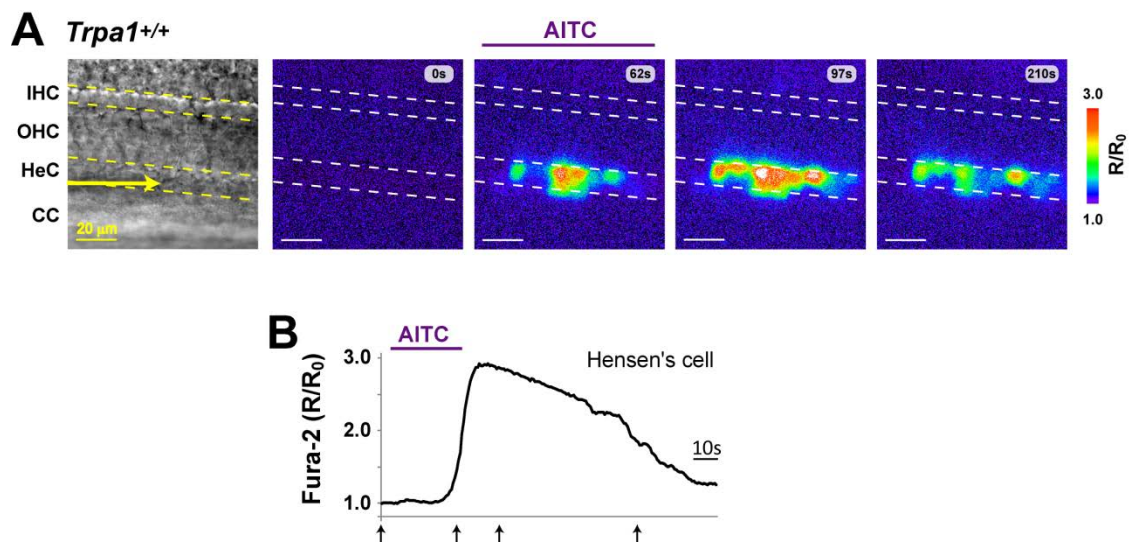 A Trpa1+/+
AITC
IHC
OHC
HeC
CC
20 μm
0s
62s
97s
210s
3.0
R/R0
1.0
B
AITC
Hensen's cell
Fura-2 (R/R0)
3.0
2.0
1.0
10s